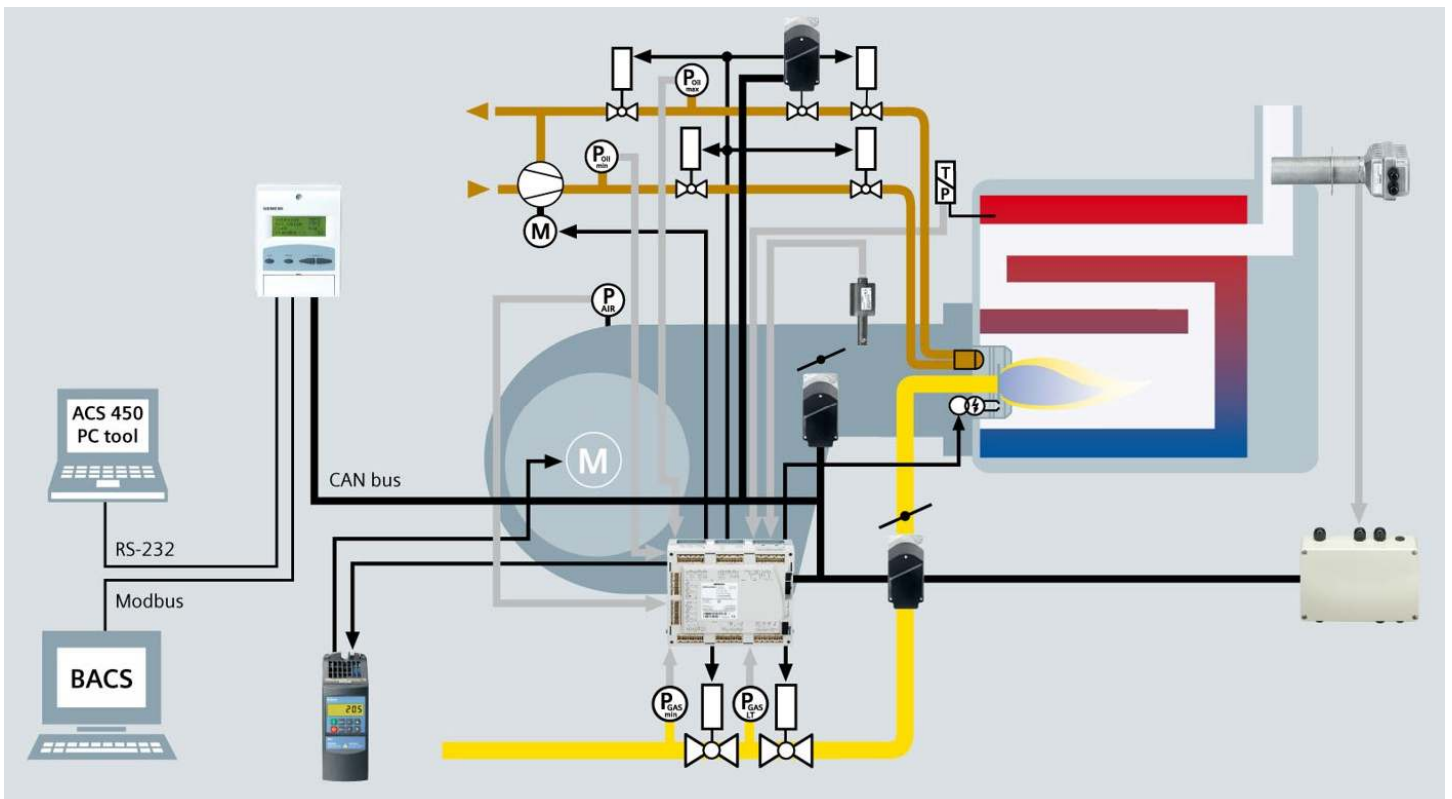 P Oil
max
P Oil
min
T
P
SIEMENS
M
P
AIR
ACS 450
PC tool
M
CAN bus
RS-232
Modbus
BACS
205
P GAS
min
P GAS
LT